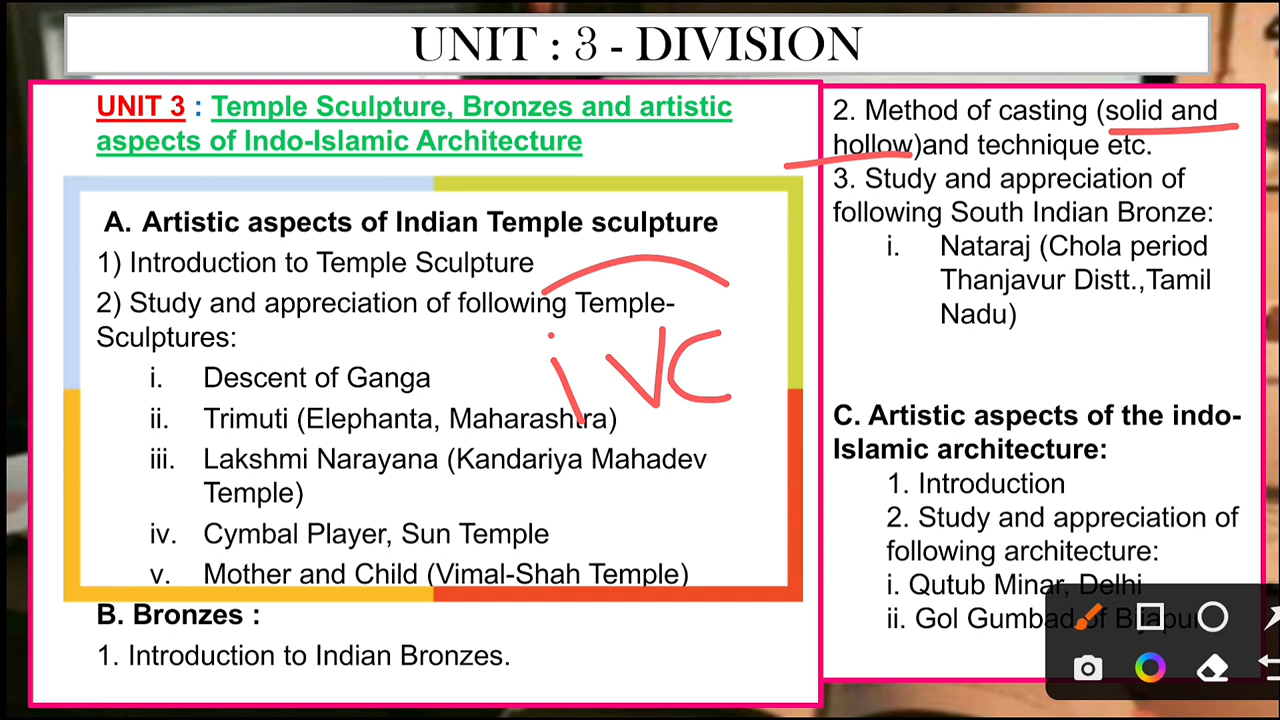 UNIT : 3 - DIVISION
UNIT 3 : Temple Sculpture, Bronzes and artistic
aspects of Indo-Islamic Architecture
A. Artistic aspects of Indian Temple sculpture
1) Introduction to Temple Sculpture
2) Study and appreciation of following Temple-
Sculptures:
i. Descent of Ganga
ii. Trimuti (Elephanta, Maharashtra)
iii. Lakshmi Narayana (Kandariya Mahadev
Temple)
iv. Cymbal Player, Sun Temple
v. Mother and Child (Vimal-Shah Temple)
iVC
B. Bronzes :
1. Introduction to Indian Bronzes.
2. Method of casting (solid and
hollow)and technique etc.
3. Study and appreciation of
following South Indian Bronze:
i. Nataraj (Chola period
Thanjavur Distt.,Tamil
Nadu)
C. Artistic aspects of the indo-
Islamic architecture:
1. Introduction
2. Study and appreciation of
following architecture:
i. Qutub Minar, Delhi
ii. Gol Gumbad of Bijapur